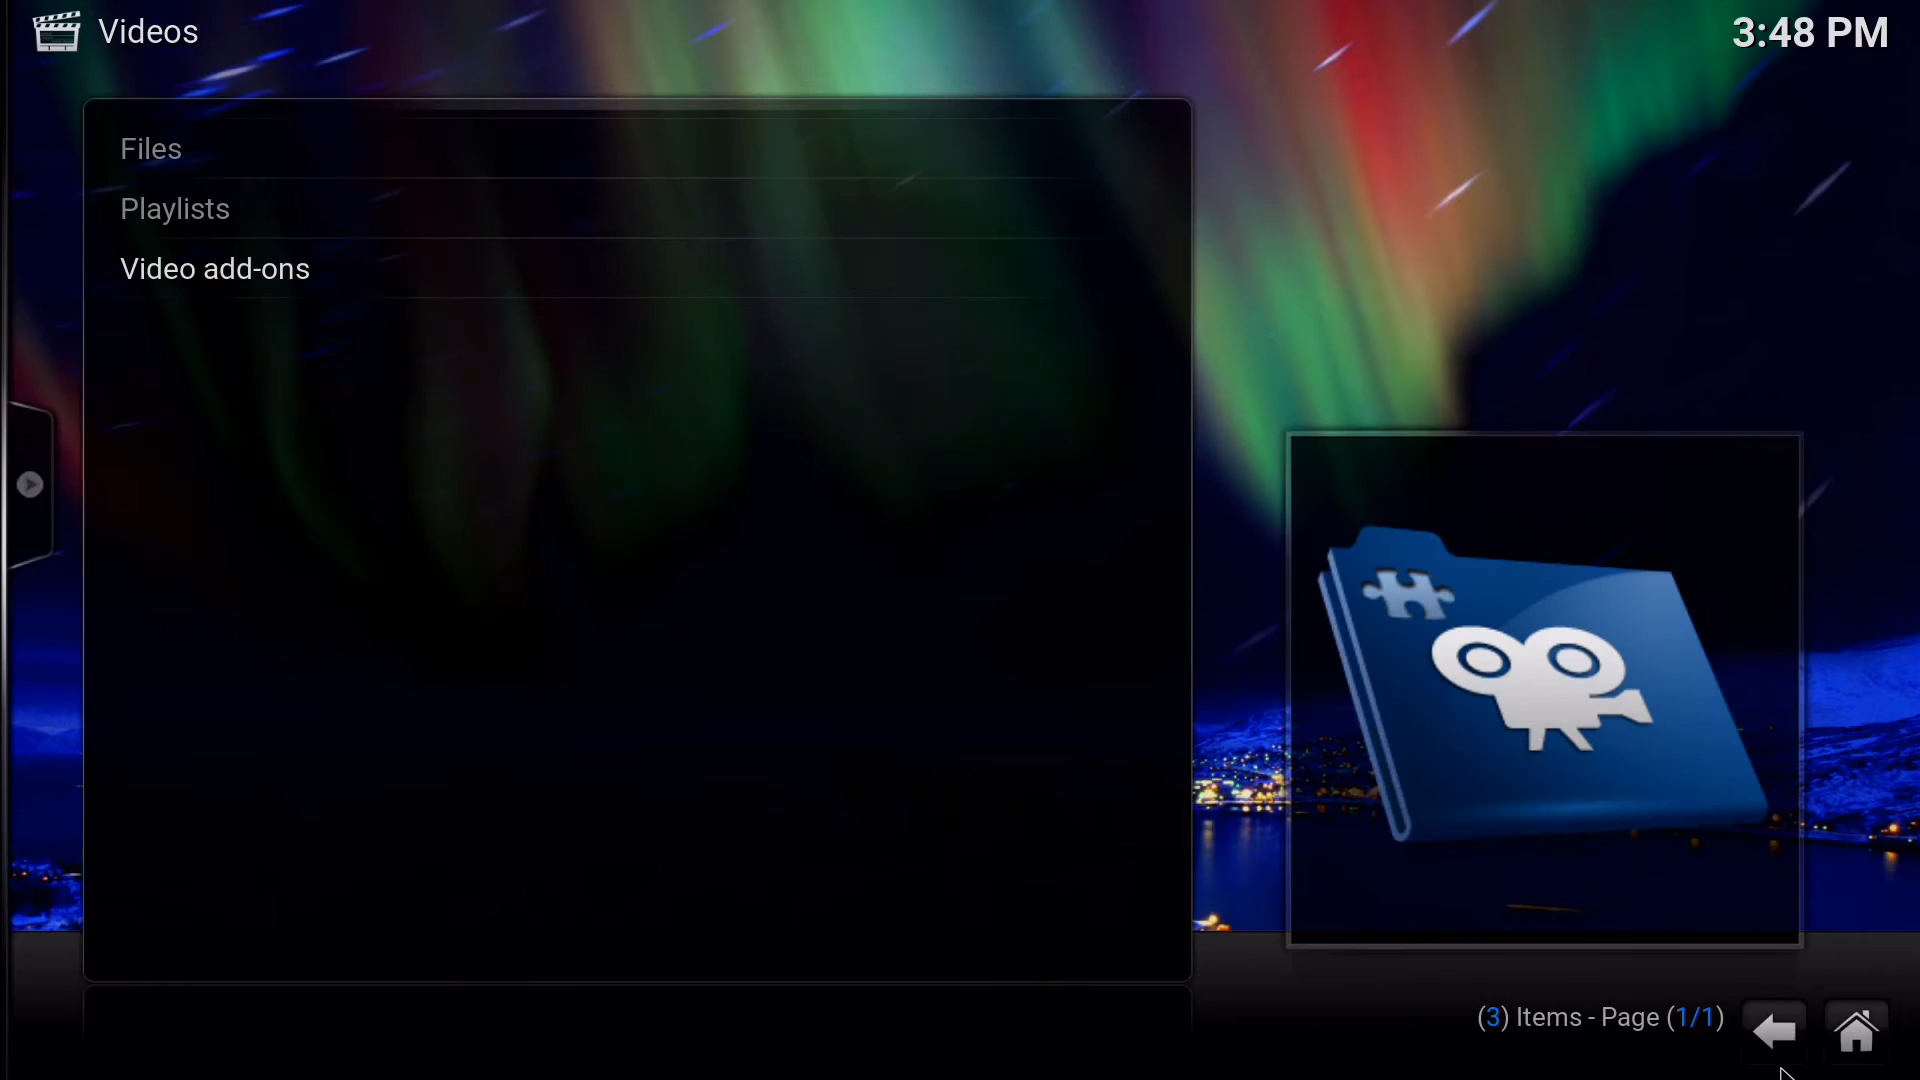 Videos
3:48 PM
Files
Playlists
Video add-ons
(3) Items - Page (1/1)